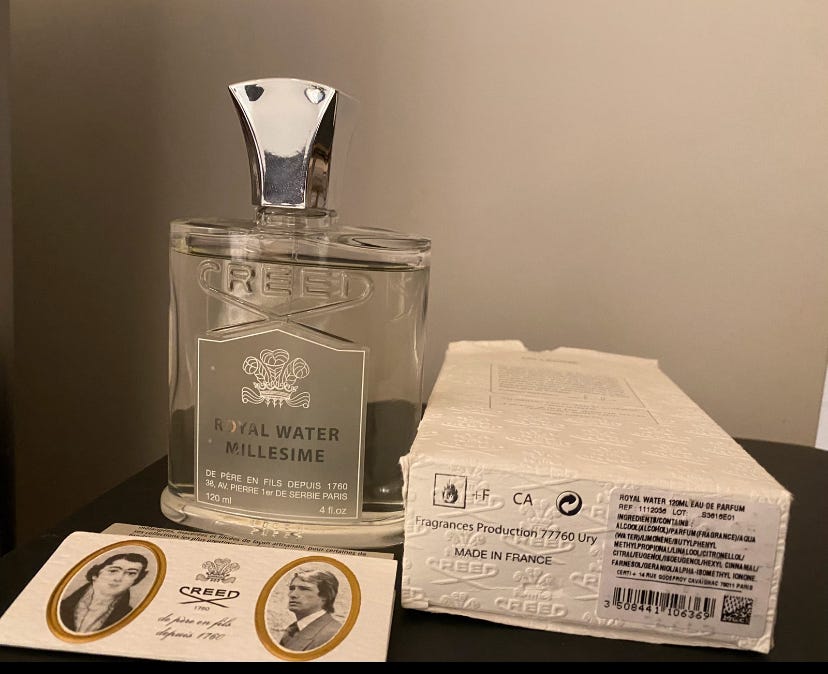 CREED
ROYAL WATER
MILLESIME
DE PÈRE EN FILS DEPUIS 1760
38, AV. PIERRE 1er DE SERBIE PARIS
120 ml 4 fl.oz
CREED
1760
de père en fils
depuis 1760
+F CA
Fragrances Production 77760 Ury
MADE IN FRANCE
ROYAL WATER 120ML EAU DE PARFUM
REF 1112036 LOT: S3616E01
INGREDIENTS/CONTAINS :
ALCOOL(ALCOHOL)/PARFUM(FRAGRANCE)/AQUA
(WATER)/LIMONENE/BUTYLPHENYL
METHYLPROPIONAL/LINALOOL/CITRONELLOL/
CITRAL/EUGENOL/ISOEUGENOL/HEXYL CINNAMAL/
FARNESOL/GERANIOL/ALPHA-ISOMETHYL IONONE
14 RUE GODEFROY CAVAIGNAC 75011 PARIS
3 508441 106369